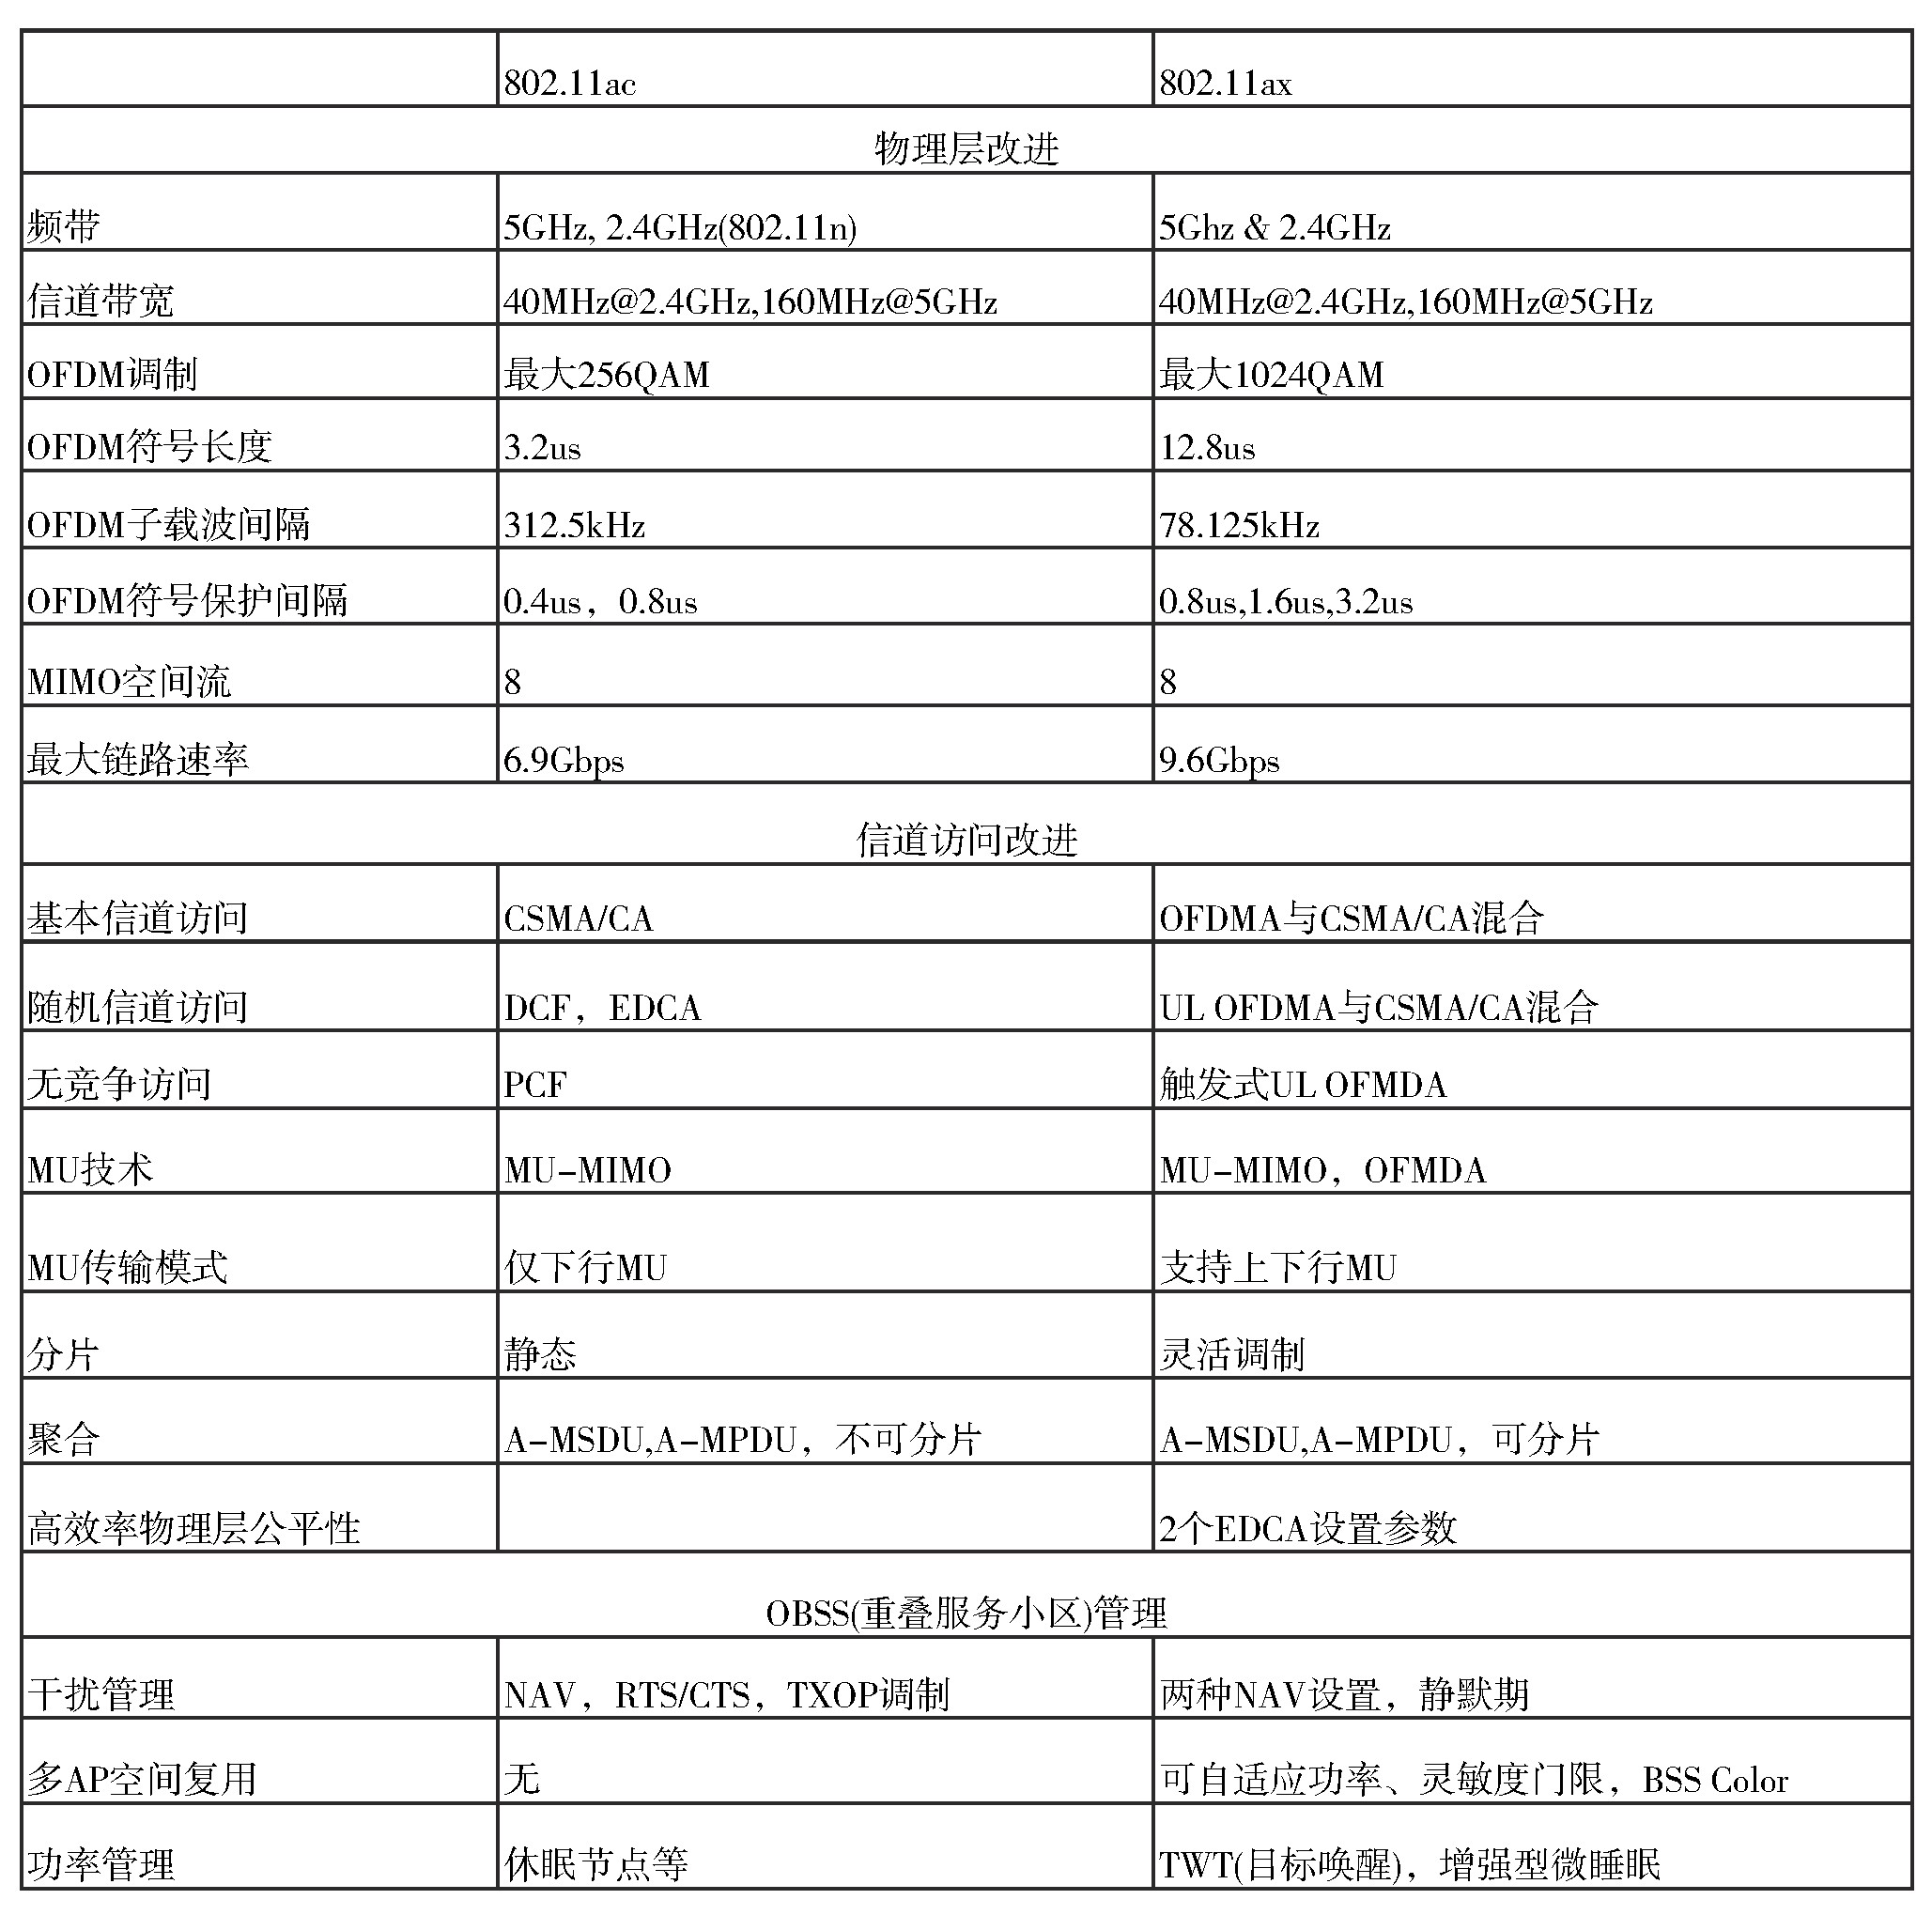 802.11ac 802.11ax
物理层改进
频带 5GHz, 2.4GHz(802.11n) 5Ghz & 2.4GHz
信道带宽 40MHz@2.4GHz,160MHz@5GHz 40MHz@2.4GHz,160MHz@5GHz
OFDM调制 最大256QAM 最大1024QAM
OFDM符号长度 3.2us 12.8us
OFDM子载波间隔 312.5kHz 78.125kHz
OFDM符号保护间隔 0.4us，0.8us 0.8us,1.6us,3.2us
MIMO空间流 8 8
最大链路速率 6.9Gbps 9.6Gbps
信道访问改进
基本信道访问 CSMA/CA OFDMA与CSMA/CA混合
随机信道访问 DCF，EDCA UL OFDMA与CSMA/CA混合
无竞争访问 PCF 触发式UL OFMDA
MU技术 MU-MIMO MU-MIMO，OFMDA
MU传输模式 仅下行MU 支持上下行MU
分片 静态 灵活调制
聚合 A-MSDU,A-MPDU，不可分片 A-MSDU,A-MPDU，可分片
高效率物理层公平性 2个EDCA设置参数
OBSS(重叠服务小区)管理
干扰管理 NAV，RTS/CTS，TXOP调制 两种NAV设置，静默期
多AP空间复用 无 可自适应功率、灵敏度门限，BSS Color
功率管理 休眠节点等 TWT(目标唤醒)，增强型微睡眠